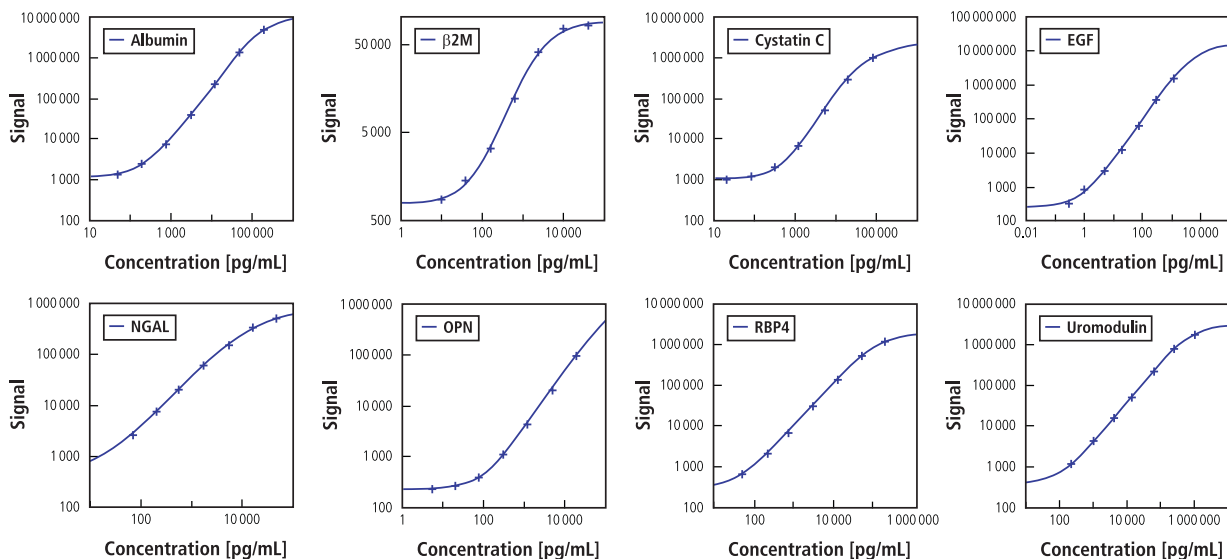 Albumin
Signal
10 000 000
1 000 000
100 000
10 000
1 000
100
10 1 000 100 000
Concentration [pg/mL]
β2M
Signal
50 000
5 000
500
1 100 10 000
Concentration [pg/mL]
Cystatin C
Signal
10 000 000
1 000 000
100 000
10 000
1 000
100
10 1 000 100 000
Concentration [pg/mL]
EGF
Signal
100 000 000
10 000 000
1 000 000
100 000
10 000
1 000
100
0.01 1 100 10 000
Concentration [pg/mL]
NGAL
Signal
1 000 000
100 000
10 000
1 000
100
100 10 000
Concentration [pg/mL]
OPN
Signal
1 000 000
100 000
10 000
1 000
100
1 100 10 000
Concentration [pg/mL]
RBP4
Signal
10 000 000
1 000 000
100 000
10 000
1 000
100
100 10 000 1 000 000
Concentration [pg/mL]
Uromodulin
Signal
10 000 000
1 000 000
100 000
10 000
1 000
100
100 10 000 1 000 000
Concentration [pg/mL]